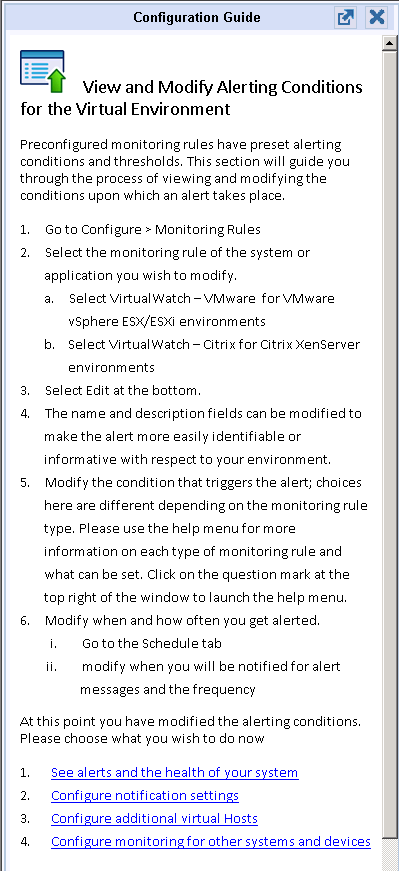 Configuration Guide
View and Modify Alerting Conditions
for the Virtual Environment
Preconfigured monitoring rules have preset alerting
conditions and thresholds. This section will guide you
through the process of viewing and modifying the
conditions upon which an alert takes place.
1. Go to Configure > Monitoring Rules
2. Select the monitoring rule of the system or
application you wish to modify.
a. Select VirtualWatch – VMware for VMware
vSphere ESX/ESXi environments
b. Select VirtualWatch – Citrix for Citrix XenServer
environments
3. Select Edit at the bottom.
4. The name and description fields can be modified to
make the alert more easily identifiable or
informative with respect to your environment.
5. Modify the condition that triggers the alert; choices
here are different depending on the monitoring rule
type. Please use the help menu for more
information on each type of monitoring rule and
what can be set. Click on the question mark at the
top right of the window to launch the help menu.
6. Modify when and how often you get alerted.
i. Go to the Schedule tab
ii. modify when you will be notified for alert
messages and the frequency
At this point you have modified the alerting conditions.
Please choose what you wish to do now
1. See alerts and the health of your system
2. Configure notification settings
3. Configure additional virtual Hosts
4. Configure monitoring for other systems and devices